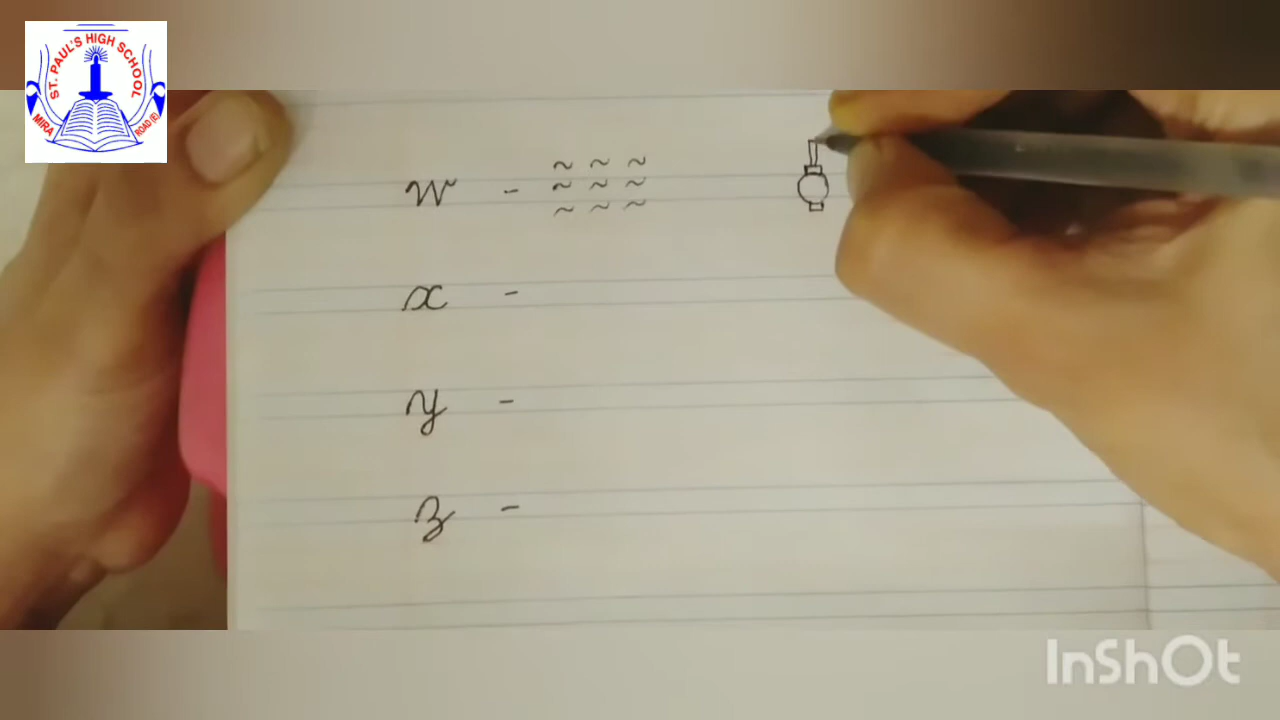 ST. PAUL'S HIGH SCHOOL
MIRA ROAD (E)
w - ~ ~ ~
~ ~ ~
~ ~ ~
x -
y -
z -
InShOt